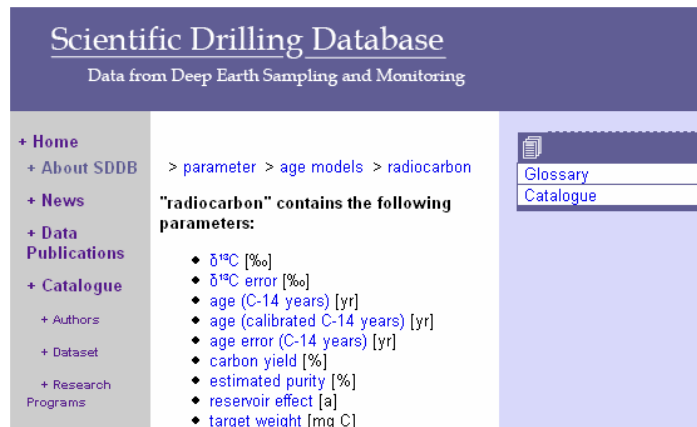 Scientific Drilling Database
Data from Deep Earth Sampling and Monitoring
+ Home
+ About SDDB
+ News
+ Data
Publications
+ Catalogue
+ Authors
+ Dataset
+ Research
Programs
> parameter > age models > radiocarbon
"radiocarbon" contains the following
parameters:
◆ δ¹³C [‰]
◆ δ¹³C error [‰]
◆ age (C-14 years) [yr]
◆ age (calibrated C-14 years) [yr]
◆ age error (C-14 years) [yr]
◆ carbon yield [%]
◆ estimated purity [%]
◆ reservoir effect [a]
◆ target weight [mg C]
Glossary
Catalogue